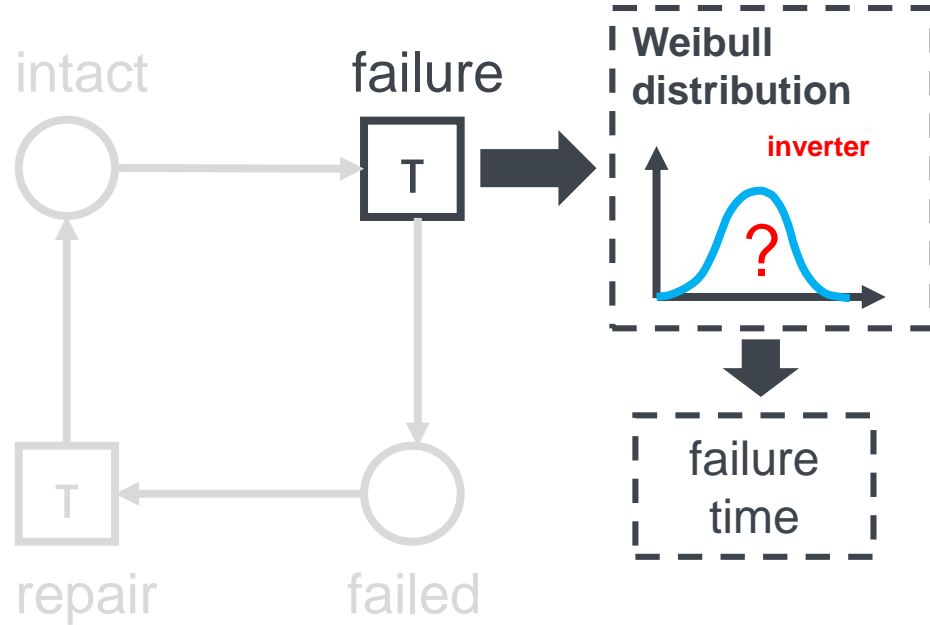 intact
failure
T
Weibull
distribution
inverter
?
T
repair
failed
failure
time